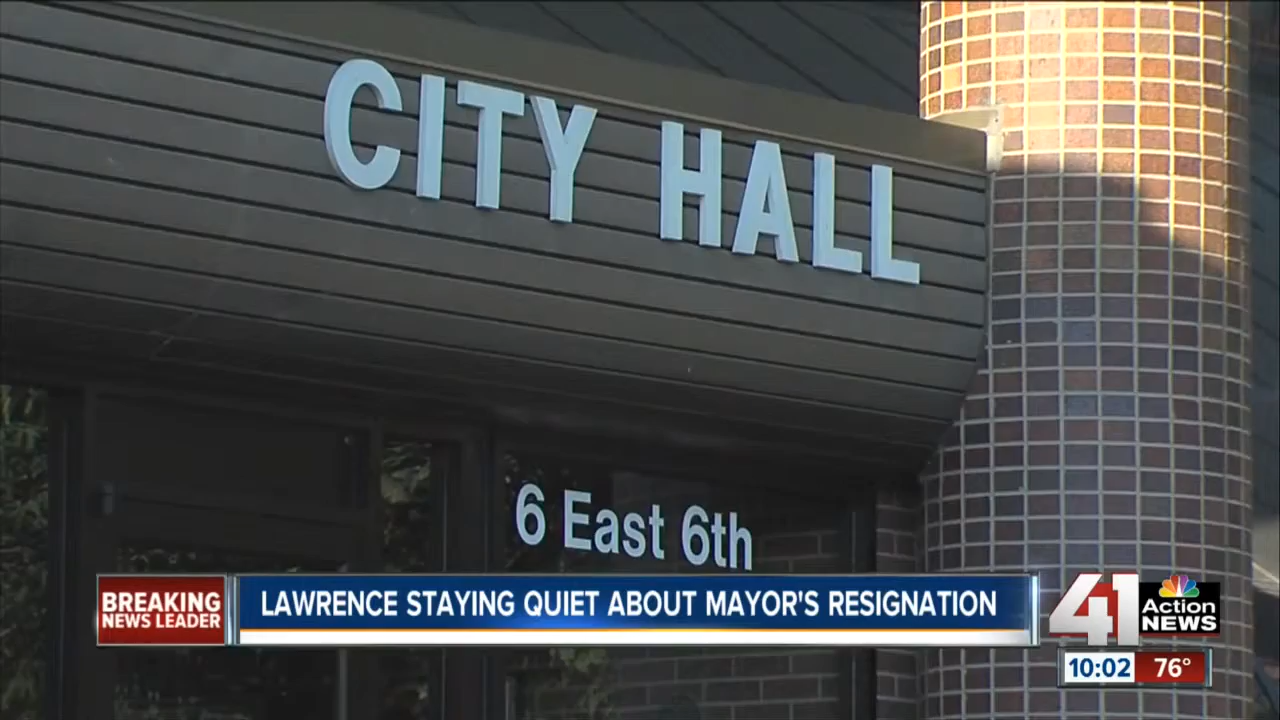 CITY HALL
6 East 6th
BREAKING
NEWS LEADER
LAWRENCE STAYING QUIET ABOUT MAYOR'S RESIGNATION
41
Action
NEWS
10:02 76°